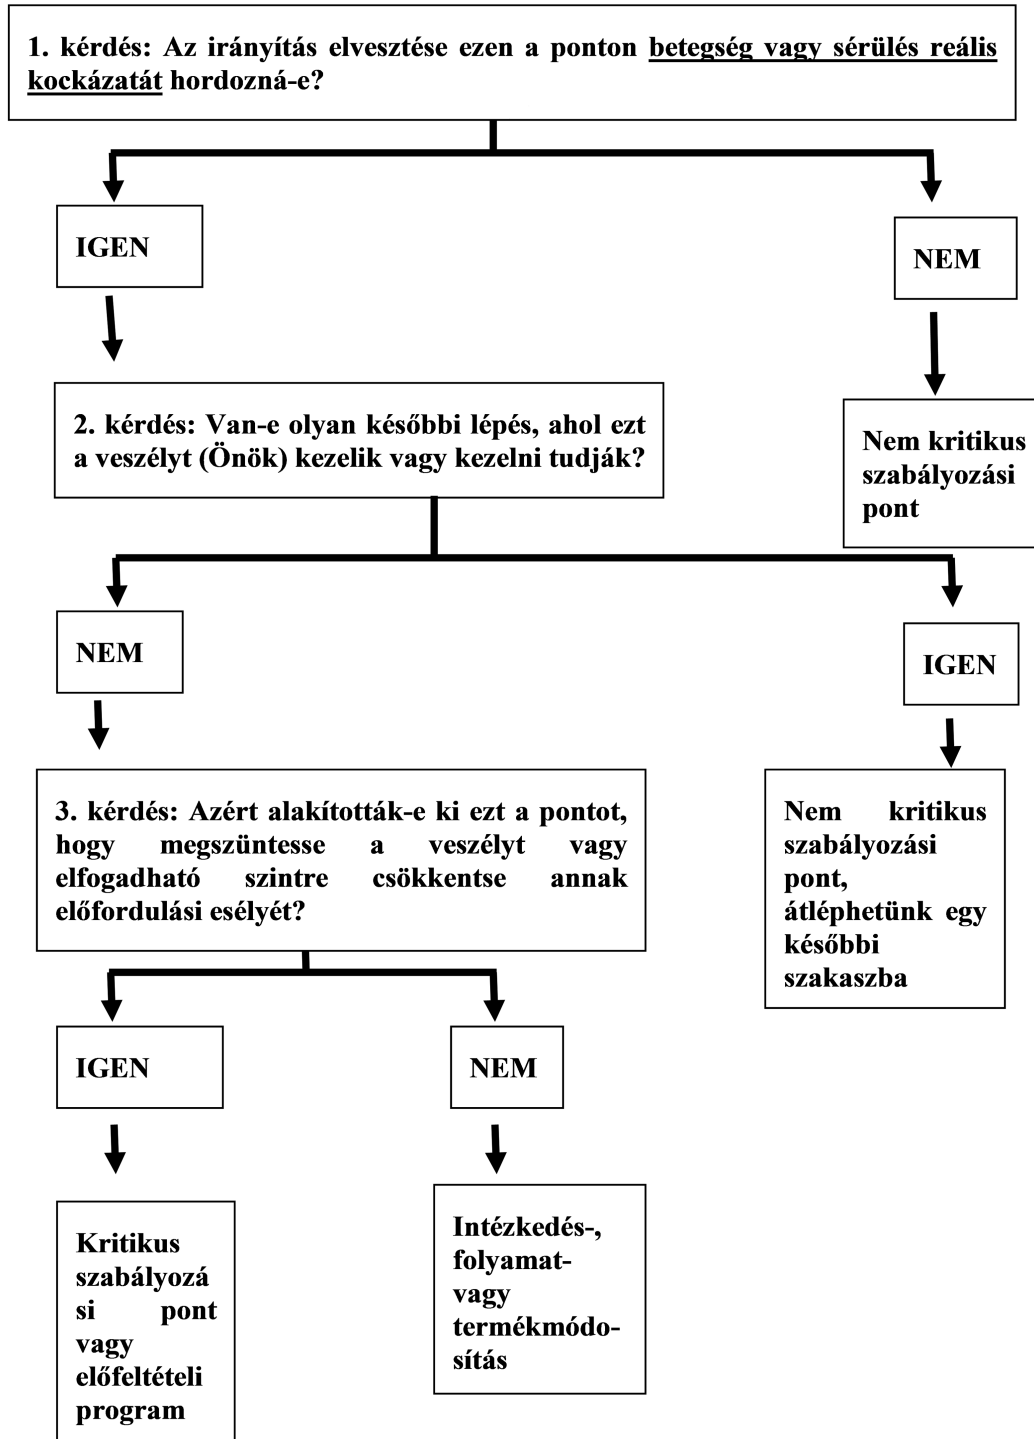 1. kérdés: Az irányítás elvesztése ezen a ponton betegség vagy sérülés reális
kockázatát hordozná-e?
IGEN
NEM
2. kérdés: Van-e olyan későbbi lépés, ahol ezt
a veszélyt (Önök) kezelik vagy kezelni tudják?
Nem kritikus
szabályozási
pont
NEM
IGEN
3. kérdés: Azért alakították-e ki ezt a pontot,
hogy megszüntesse a veszélyt vagy
elfogadható szintre csökkentse annak
előfordulási esélyét?
Nem kritikus
szabályozási
pont,
átléphetünk egy
későbbi
szakaszba
IGEN
NEM
Kritikus
szabályozá
si pont
vagy
előfeltételi
program
Intézkedés-,
folyamat-
vagy
termékmódo-
sítás